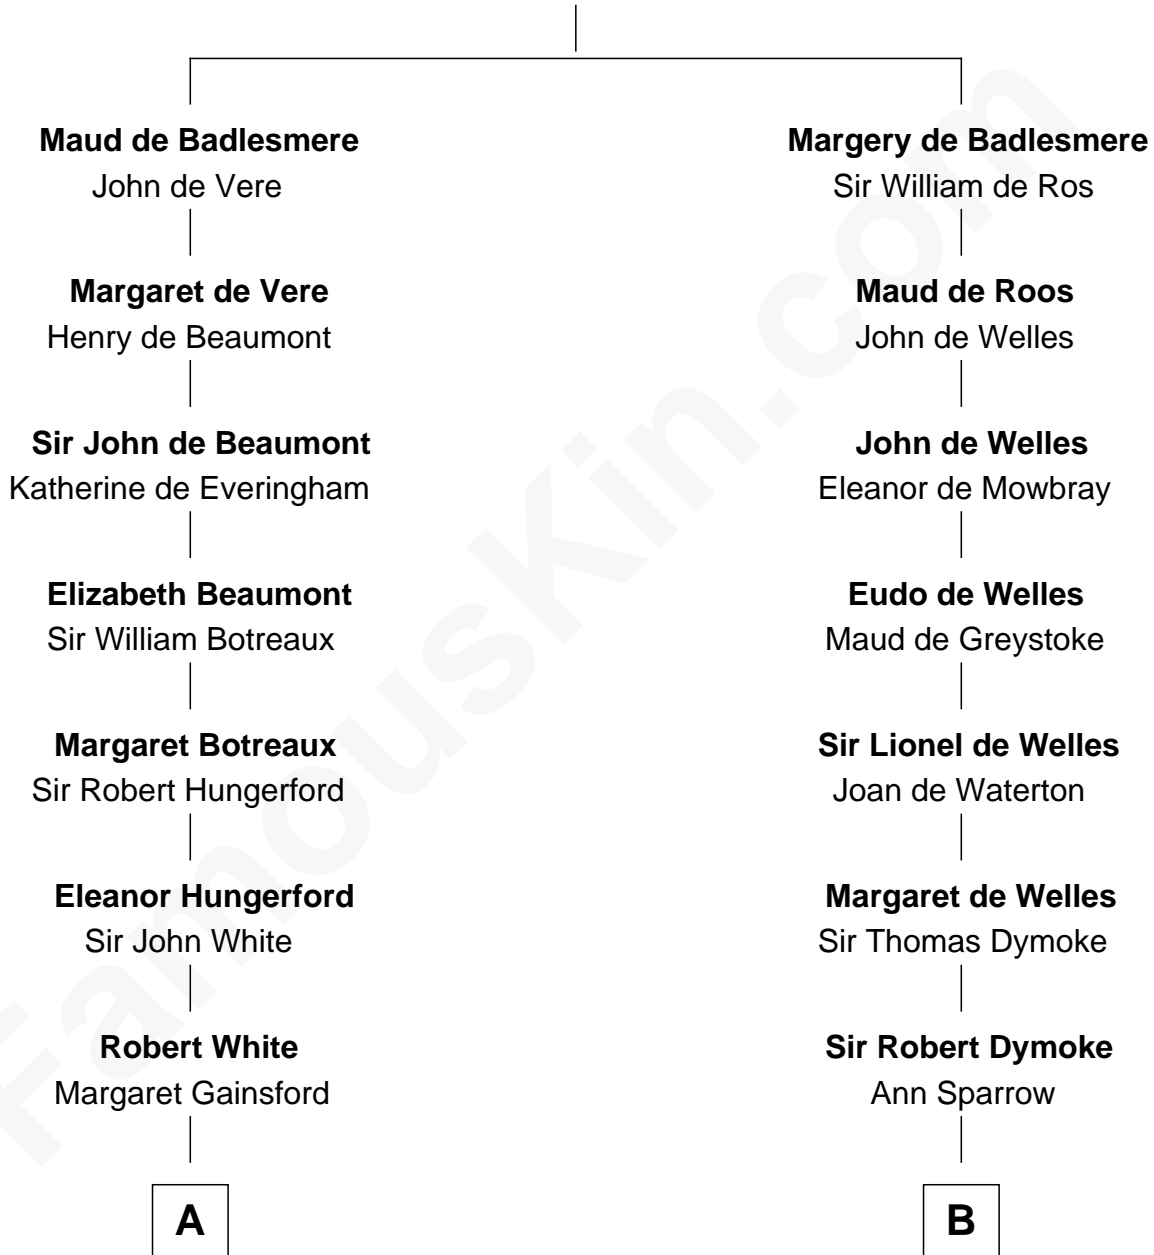 Maud de Badlesmere
John de Vere
Margaret de Vere
Henry de Beaumont
Sir John de Beaumont
Katherine de Everingham
Elizabeth Beaumont
Sir William Botreaux
Margaret Botreaux
Sir Robert Hungerford
Eleanor Hungerford
Sir John White
Robert White
Margaret Gainsford
A
Margery de Badlesmere
Sir William de Ros
Maud de Roos
John de Welles
John de Welles
Eleanor de Mowbray
Eudo de Welles
Maud de Greystoke
Sir Lionel de Welles
Joan de Waterton
Margaret de Welles
Sir Thomas Dymoke
Sir Robert Dymoke
Ann Sparrow
B
FamousKin.com